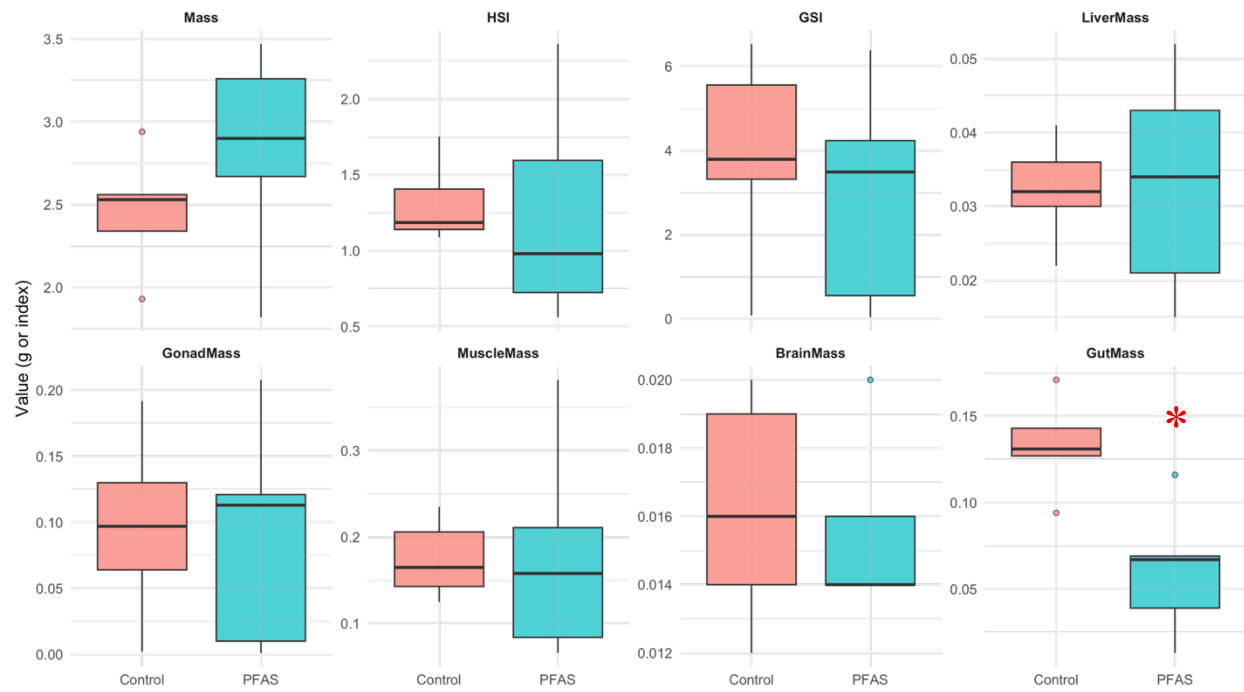 Mass
HSI
GSI
LiverMass
3.5
3.0
2.5
2.0
2.0
1.5
1.0
0.5
6
4
2
0
0.05
0.04
0.03
0.02
Value (g or index)
GonadMass
MuscleMass
BrainMass
GutMass
0.20
0.15
0.10
0.05
0.00
0.3
0.2
0.1
0.020
0.018
0.016
0.014
0.012
0.15
0.10
0.05
Control PFAS
Control PFAS
Control PFAS
Control PFAS
*